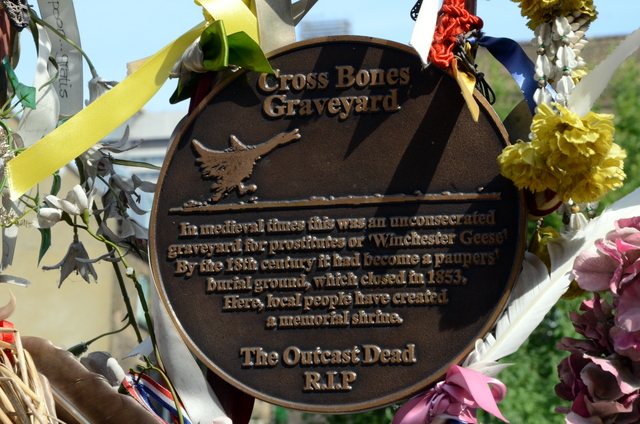 Cross Bones
Graveyard
In medieval times this was an unconsecrated
graveyard for prostitutes or 'Winchester Geese'
By the 18th century it had become a paupers'
burial ground, which closed in 1853.
Here, local people have created
a memorial shrine.
The Outcast Dead
R.I.P